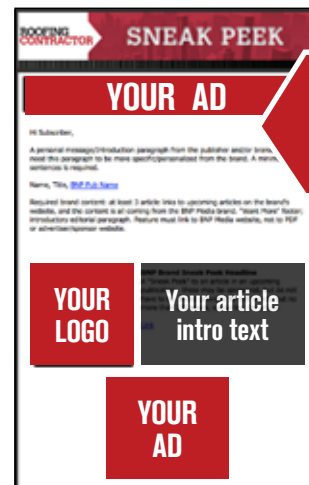 ROOFING
CONTRACTOR
SNEAK PEEK
YOUR AD
Hi Subscriber,
A personal message/introduction paragraph from the publisher and/or bran
need this paragraph to be more specific/personalized from the brand. A minim
sentences is required.
Name, Title, BNP Pub Name
Required brand content: at least 3 article links to upcoming articles on the brand's
website, and the content is all coming from the BNP Media brand. "Want More" footer;
introductory editorial paragraph. Feature must link to BNP Media website, not to PDF
or advertiser/sponsor website.
BNP Brand Sneak Peek Headline
YOUR
LOGO
Your article
intro text
YOUR
AD